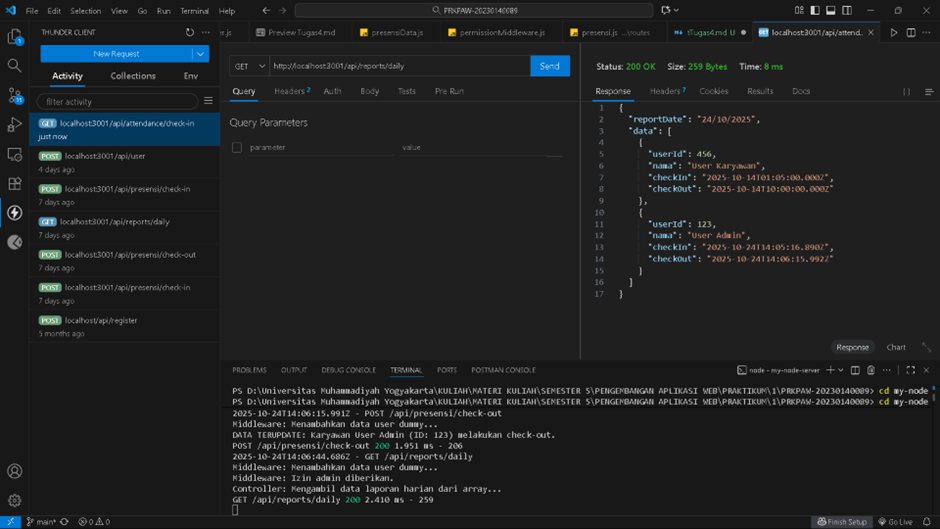 File Edit Selection View Go Run Terminal Help
PRKPAW-20230140089
THUNDER CLIENT
New Request
Activity Collections Env
filter activity
GET localhost:3001/api/attendance/check-in
just now
POST localhost:3001/api/user
4 days ago
POST localhost:3001/api/presensi/check-in
7 days ago
GET localhost:3001/api/reports/daily
7 days ago
POST localhost:3001/api/presensi/check-out
7 days ago
POST localhost:3001/api/presensi/check-in
7 days ago
POST localhost/api/register
5 months ago
er.js Preview Tugas4.md presensiData.js permissionMiddleware.js presensi.js ...\routes tTugas4.md U localhost:3001/api/attend...
GET http://localhost:3001/api/reports/daily Send
Query Headers 2 Auth Body Tests Pre Run
Query Parameters
parameter value
Status: 200 OK Size: 259 Bytes Time: 8 ms
Response Headers 7 Cookies Results Docs { }
1 {
2 "reportDate": "24/10/2025",
3 "data": [
4 {
5 "userId": 456,
6 "nama": "User Karyawan",
7 "checkIn": "2025-10-14T01:05:00.000Z",
8 "checkOut": "2025-10-14T10:00:00.000Z"
9 },
10 {
11 "userId": 123,
12 "nama": "User Admin",
13 "checkIn": "2025-10-24T14:05:16.890Z",
14 "checkOut": "2025-10-24T14:06:15.992Z"
15 }
16 ]
17 }
Response Chart
PROBLEMS OUTPUT DEBUG CONSOLE TERMINAL PORTS POSTMAN CONSOLE node - my-node-server
PS D:\Universitas Muhammadiyah Yogyakarta\KULIAH\MATERI KULIAH\SEMESTER 5\PENGEMBANGAN APLIKASI WEB\PRAKTIKUM\1\PRKPAW-20230140089> cd my-node
PS D:\Universitas Muhammadiyah Yogyakarta\KULIAH\MATERI KULIAH\SEMESTER 5\PENGEMBANGAN APLIKASI WEB\PRAKTIKUM\1\PRKPAW-20230140089> cd my-node
2025-10-24T14:06:15.991Z - POST /api/presensi/check-out
Middleware: Menambahkan data user dummy...
DATA TERUPDATE: Karyawan User Admin (ID: 123) melakukan check-out.
POST /api/presensi/check-out 200 1.951 ms - 206
2025-10-24T14:06:44.686Z - GET /api/reports/daily
Middleware: Menambahkan data user dummy...
Middleware: Izin admin diberikan.
Controller: Mengambil data laporan harian dari array...
GET /api/reports/daily 200 2.410 ms - 259
main* 0 0 Finish Setup Go Live